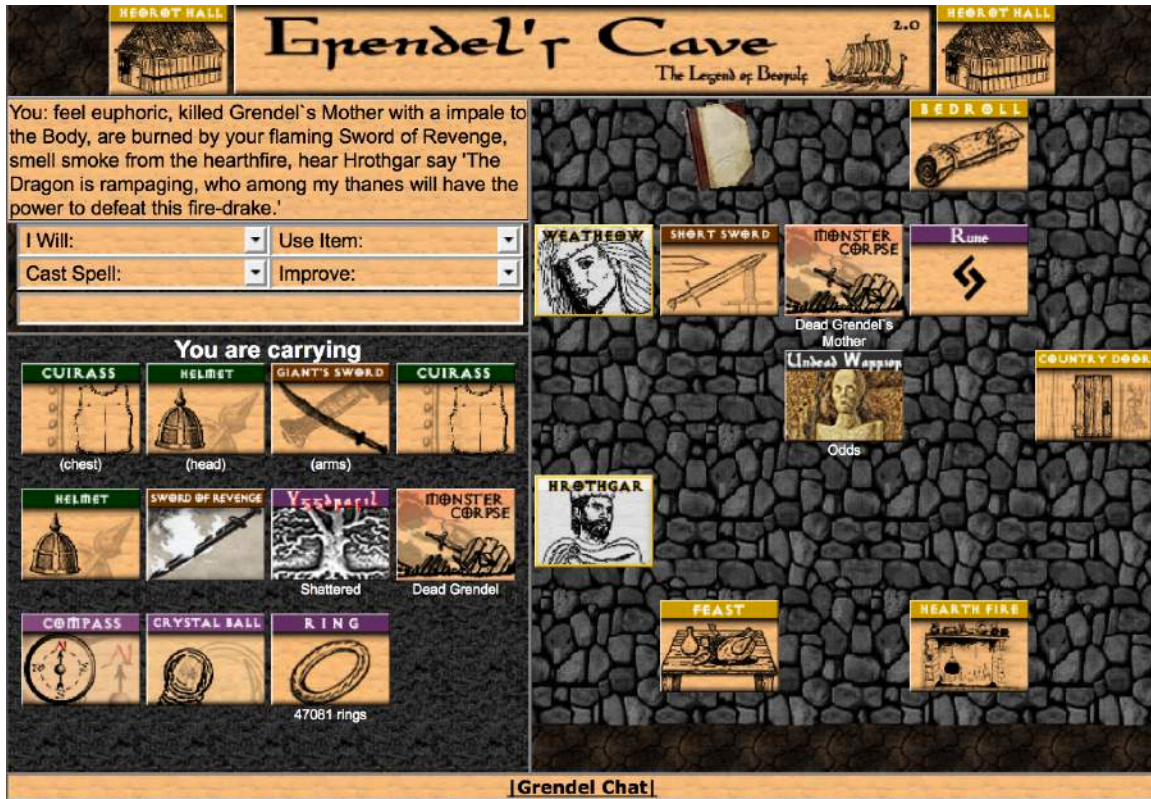 HEOROT HALL
Grendel's Cave
2.0
The Legend of Beowulf
HEOROT HALL
You: feel euphoric, killed Grendel`s Mother with a impale to
the Body, are burned by your flaming Sword of Revenge,
smell smoke from the hearthfire, hear Hrothgar say 'The
Dragon is rampaging, who among my thanes will have the
power to defeat this fire-drake.'
I Will:
Use Item:
Cast Spell:
Improve:
You are carrying
CUIRASS
HELMET
GIANT'S SWORD
CUIRASS
(chest)
(head)
(arms)
HELMET
SWORD OF REVENGE
Yggdrasil
MONSTER
CORPSE
Shattered
Dead Grendel
COMPASS
CRYSTAL BALL
RING
N
N
47081 rings
BEDROLL
WEATHEOW
SHORT SWORD
MONSTER
CORPSE
Rune
Dead Grendel`s
Mother
Undead Warrior
COUNTRY DOOR
Odds
HROTHGAR
FEAST
HEARTH FIRE
|Grendel Chat|